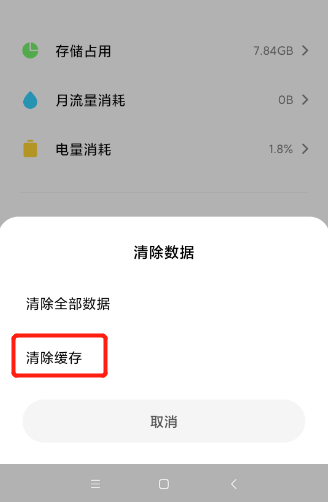 存储占用 7.84GB
月流量消耗 0B
电量消耗 1.8%
清除数据
清除全部数据
清除缓存
取消